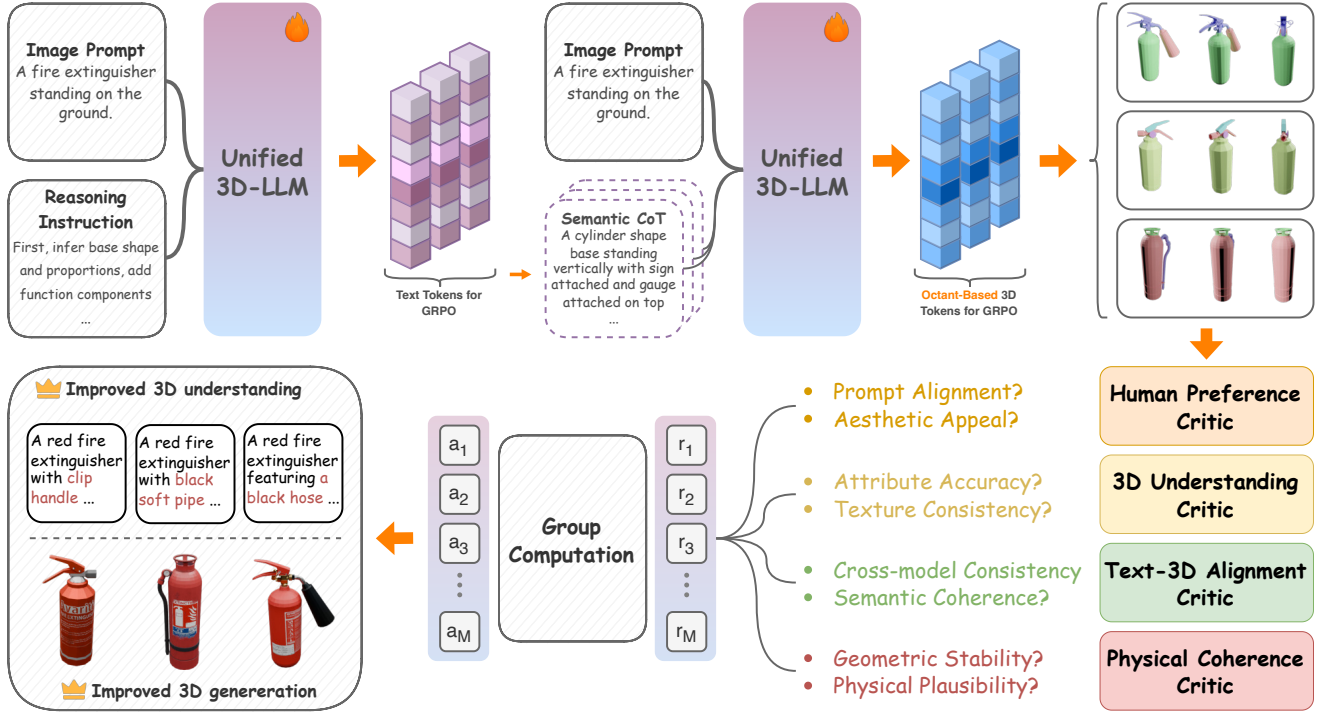 Image Prompt
A fire extinguisher
standing on the
ground.
Reasoning
Instruction
First, infer base shape
and proportions, add
function components
...
Unified
3D-LLM
Text Tokens for
GRPO
Image Prompt
A fire extinguisher
standing on the
ground.
Semantic CoT
A cylinder shape
base standing
vertically with sign
attached and gauge
attached on top
...
Unified
3D-LLM
Octant-Based 3D
Tokens for GRPO
Human Preference
Critic
3D Understanding
Critic
Text-3D Alignment
Critic
Physical Coherence
Critic
• Prompt Alignment?
• Aesthetic Appeal?
• Attribute Accuracy?
• Texture Consistency?
• Cross-model Consistency
• Semantic Coherence?
• Geometric Stability?
• Physical Plausibility?
r1
r2
r3
rM
Group
Computation
a1
a2
a3
aM
Improved 3D understanding
A red fire
extinguisher
with clip
handle ...
A red fire
extinguisher
with black
soft pipe ...
A red fire
extinguisher
featuring a
black hose ...
Improved 3D genereration